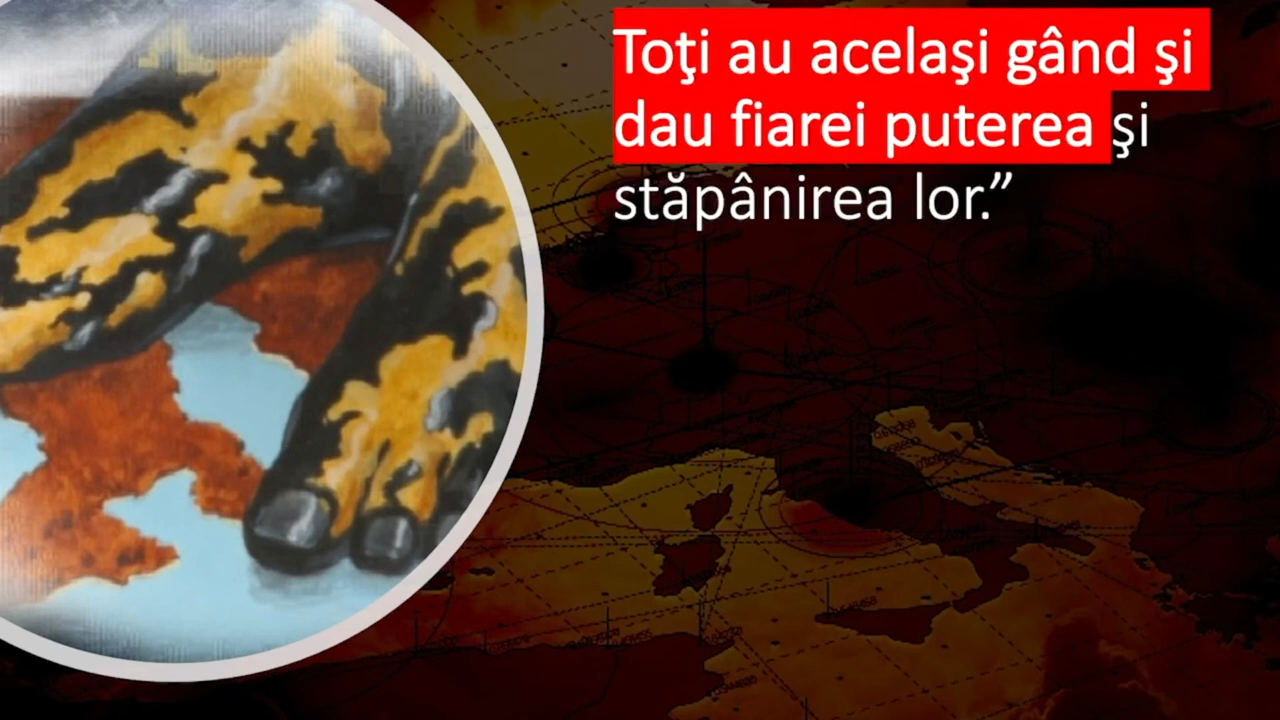 Toţi au acelaşi gând şi
dau fiarei puterea şi
stăpânirea lor.”